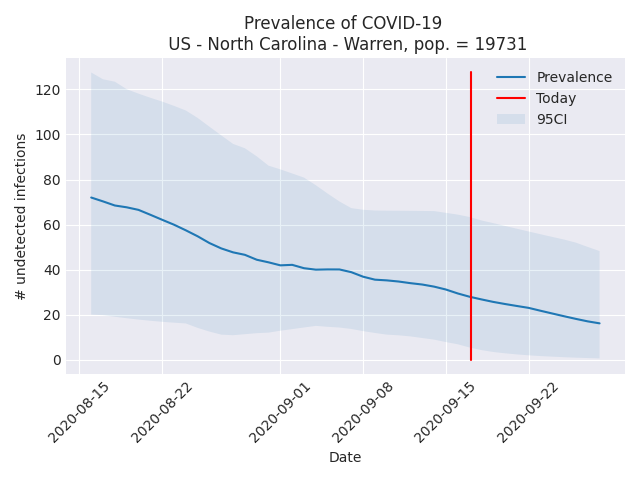 Prevalence of COVID-19
US - North Carolina - Warren, pop. = 19731
Prevalence
Today
95CI
# undetected infections
120
100
80
60
40
20
0
2020-08-15
2020-08-22
2020-09-01
2020-09-08
2020-09-15
2020-09-22
Date